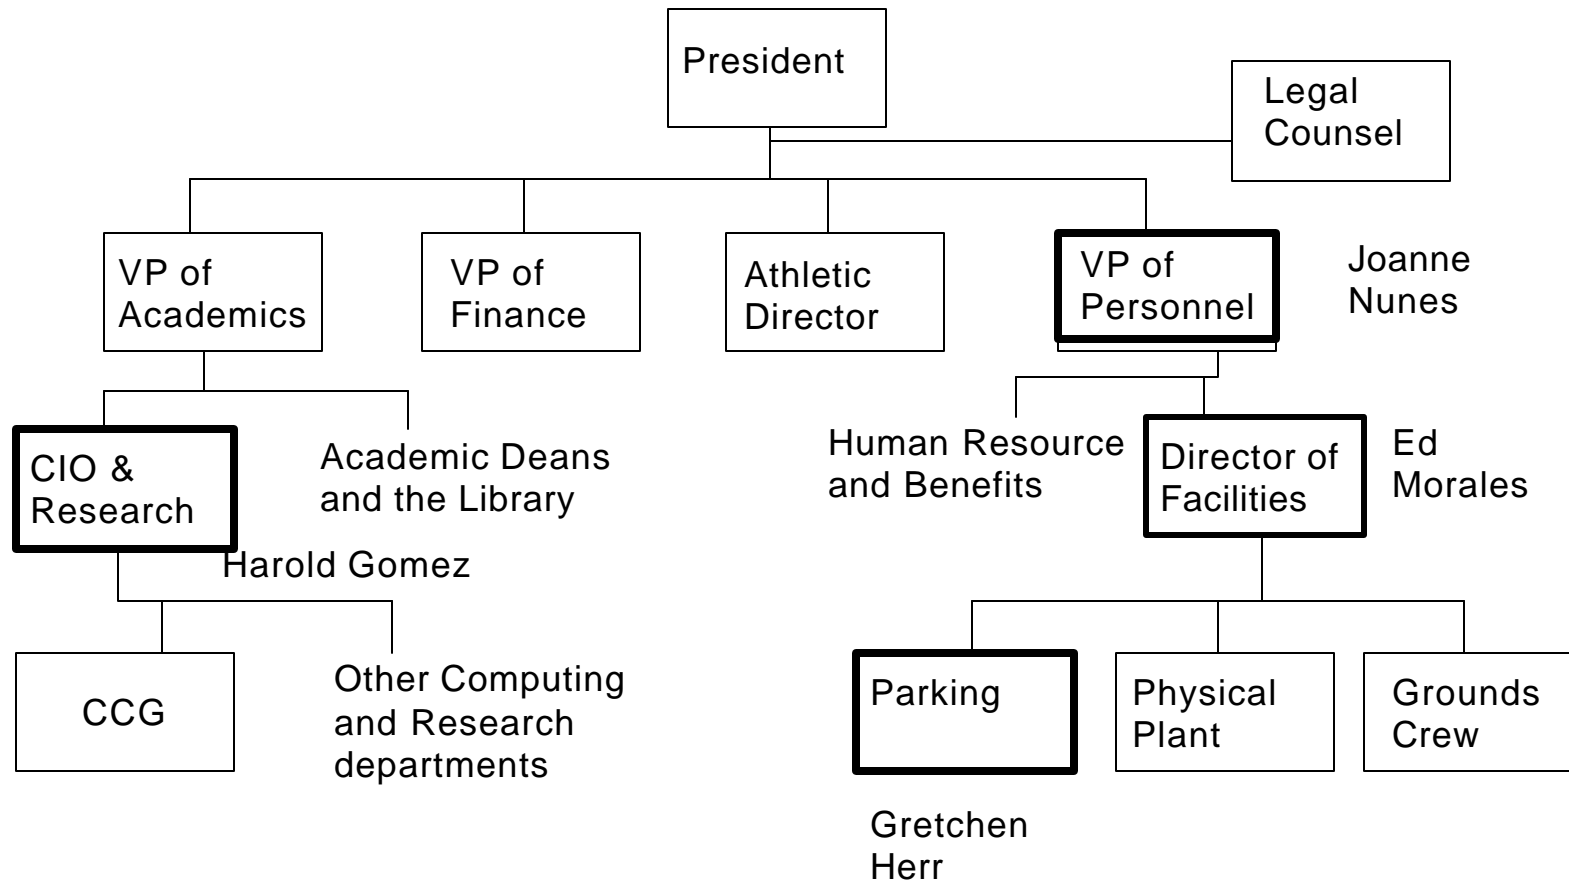 President
Legal
Counsel
VP of
Academics
VP of
Finance
Athletic
Director
VP of
Personnel
Joanne
Nunes
CIO &
Research
Academic Deans
and the Library
Human Resource
and Benefits
Director of
Facilities
Ed
Morales
Harold Gomez
CCG
Other Computing
and Research
departments
Parking
Physical
Plant
Grounds
Crew
Gretchen
Herr